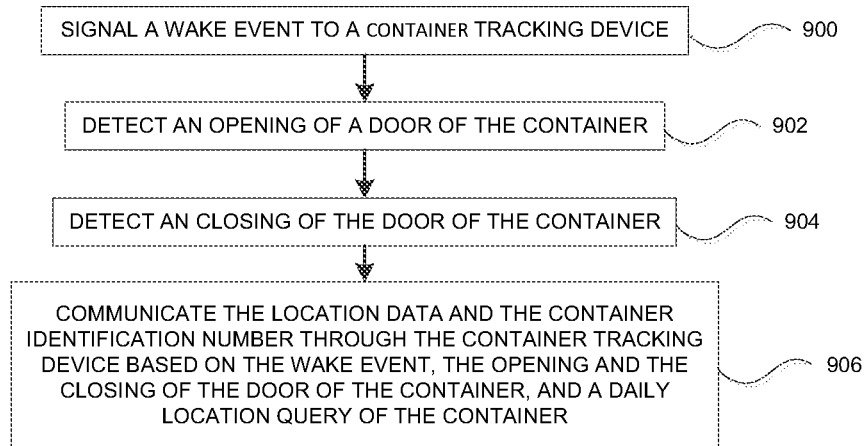 SIGNAL A WAKE EVENT TO A CONTAINER TRACKING DEVICE
900
DETECT AN OPENING OF A DOOR OF THE CONTAINER
902
DETECT AN CLOSING OF THE DOOR OF THE CONTAINER
904
COMMUNICATE THE LOCATION DATA AND THE CONTAINER
IDENTIFICATION NUMBER THROUGH THE CONTAINER TRACKING
DEVICE BASED ON THE WAKE EVENT, THE OPENING AND THE
CLOSING OF THE DOOR OF THE CONTAINER, AND A DAILY
LOCATION QUERY OF THE CONTAINER
906